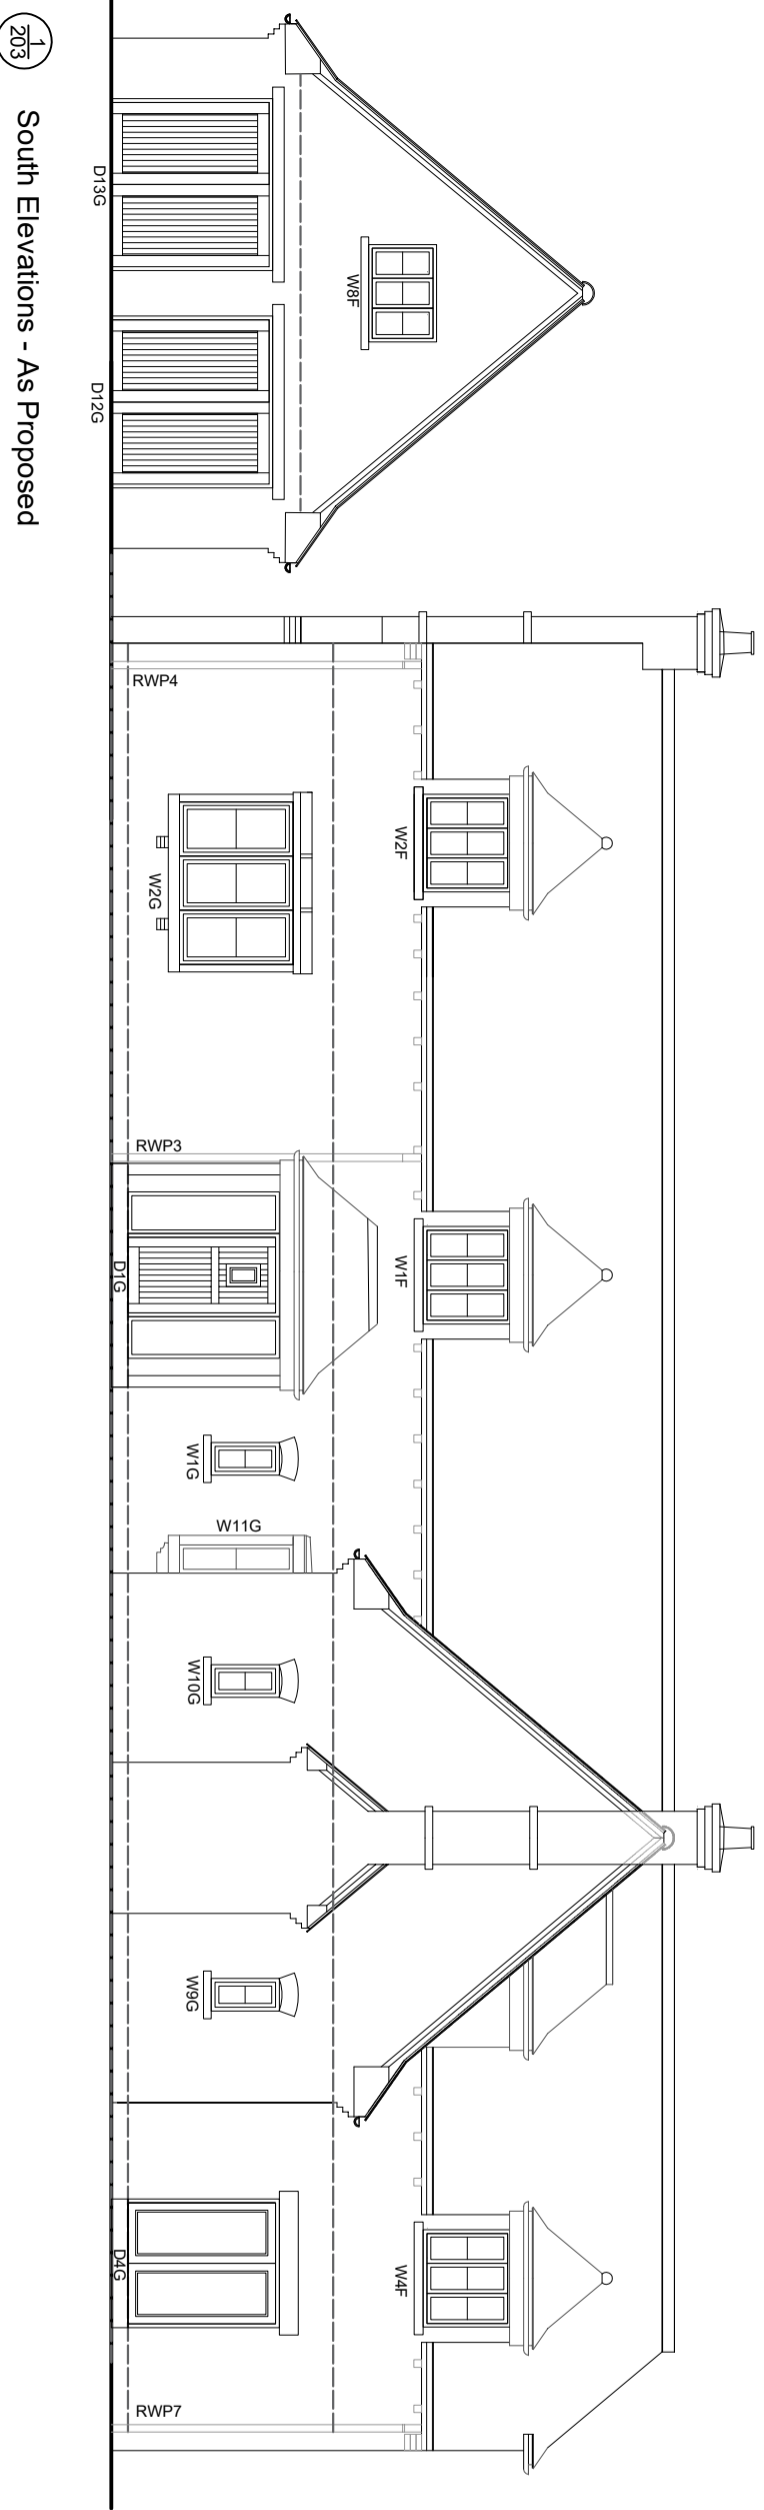 1
203
South Elevations - As Proposed
D13G
D12G
W8F
RWP4
W2G
W2F
RWP3
D1G
W1F
W1G
W11G
W10G
W9G
D4G
W4F
RWP7